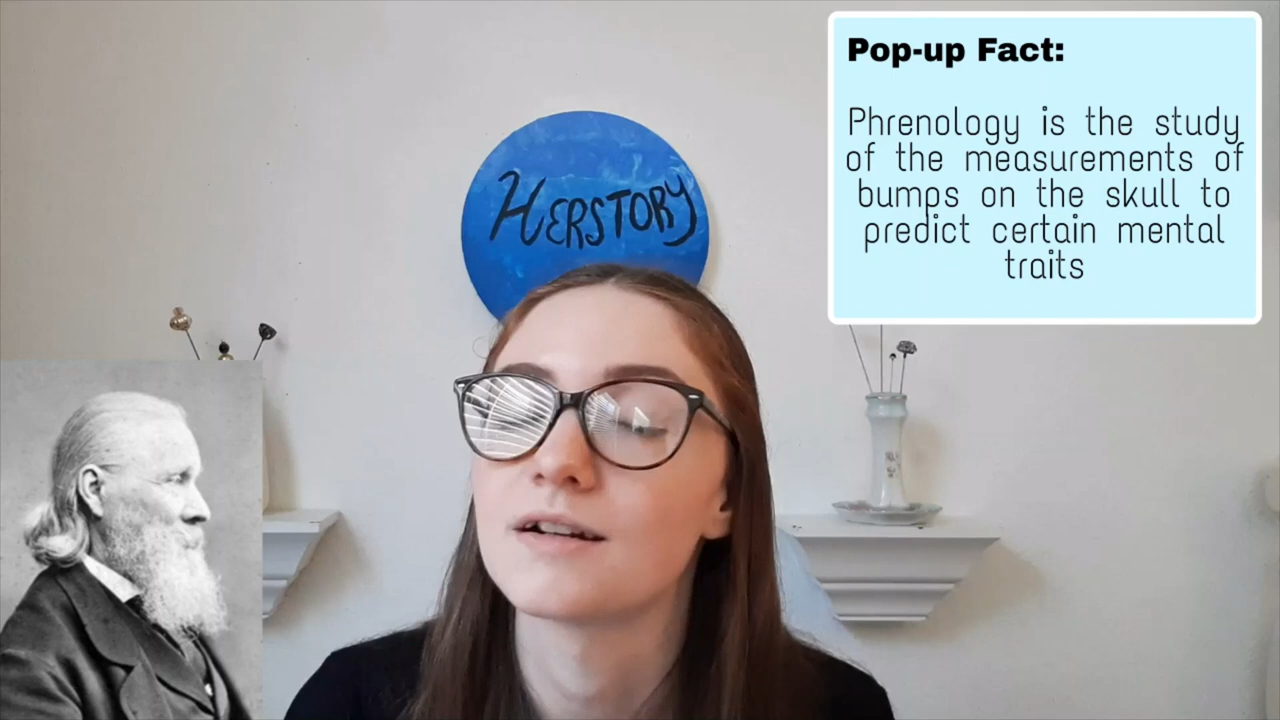 Pop-up Fact:
Phrenology is the study
of the measurements of
bumps on the skull to
predict certain mental
traits
HERSTORY